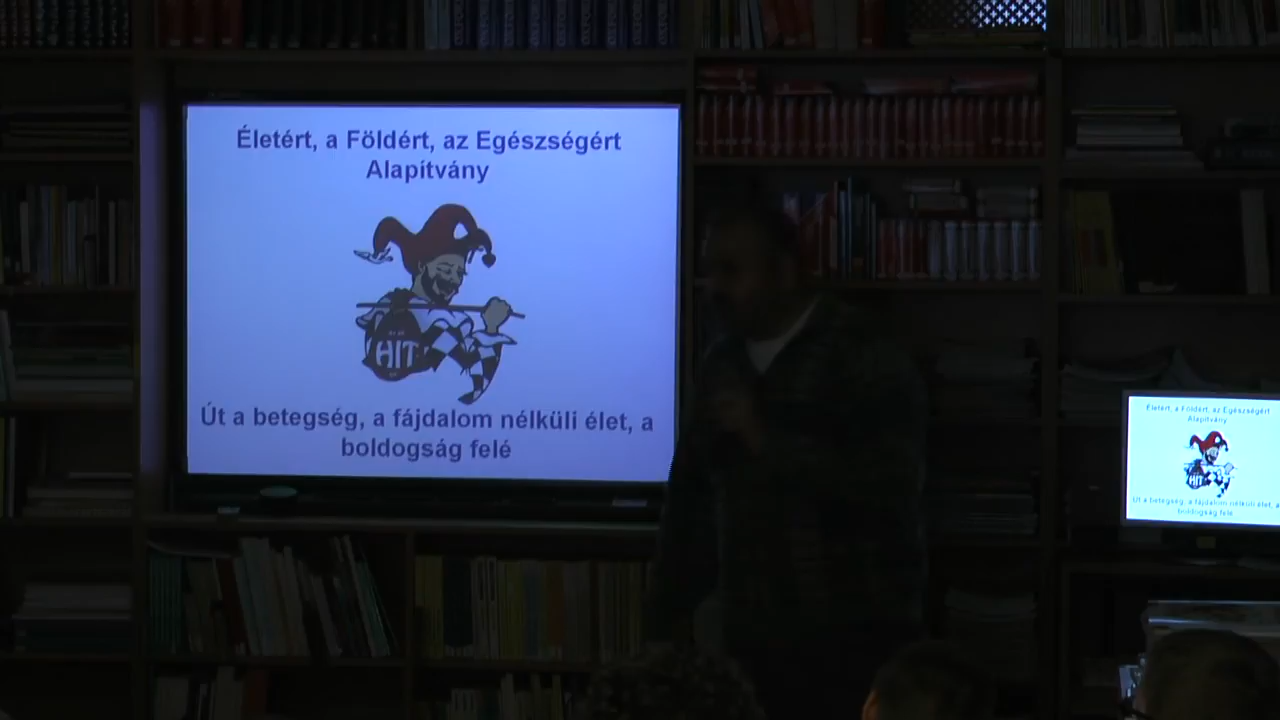 Életért, a Földért, az Egészségért
Alapítvány
HIT
Út a betegség, a fájdalom nélküli élet, a
boldogság felé
Életért, a Földért, az Egészségért
Alapítvány
HIT
Út a betegség, a fájdalom nélküli élet, a
boldogság felé